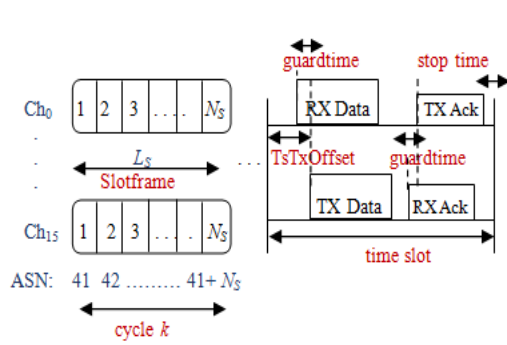 guardtime
stop time
Ch0 1 2 3 .... NS
RX Data
TX Ack
LS
Slotframe
... TsTxOffset
guardtime
Ch15 1 2 3 .... NS
TX Data
RX Ack
time slot
ASN: 41 42 ......... 41+ NS
cycle k